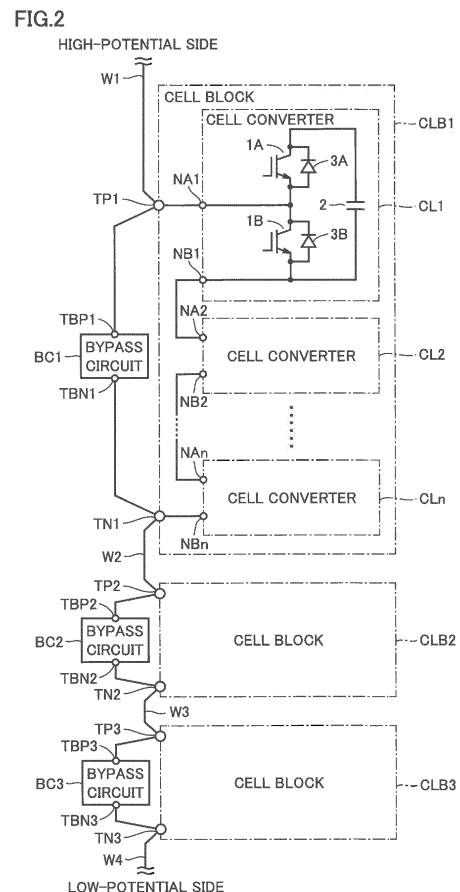 FIG.2
HIGH-POTENTIAL SIDE
W1
CELL BLOCK
CELL CONVERTER
CLB1
1A
3A
NA1
TP1
2
CL1
1B
3B
NB1
TBP1
NA2
BC1
BYPASS
CIRCUIT
CELL CONVERTER
CL2
TBN1
NB2
NAn
CELL CONVERTER
CLn
TN1
NBn
W2
TP2
TBP2
BC2
BYPASS
CIRCUIT
CELL BLOCK
CLB2
TBN2
TN2
W3
TP3
TBP3
BC3
BYPASS
CIRCUIT
CELL BLOCK
CLB3
TBN3
TN3
W4
LOW-POTENTIAL SIDE